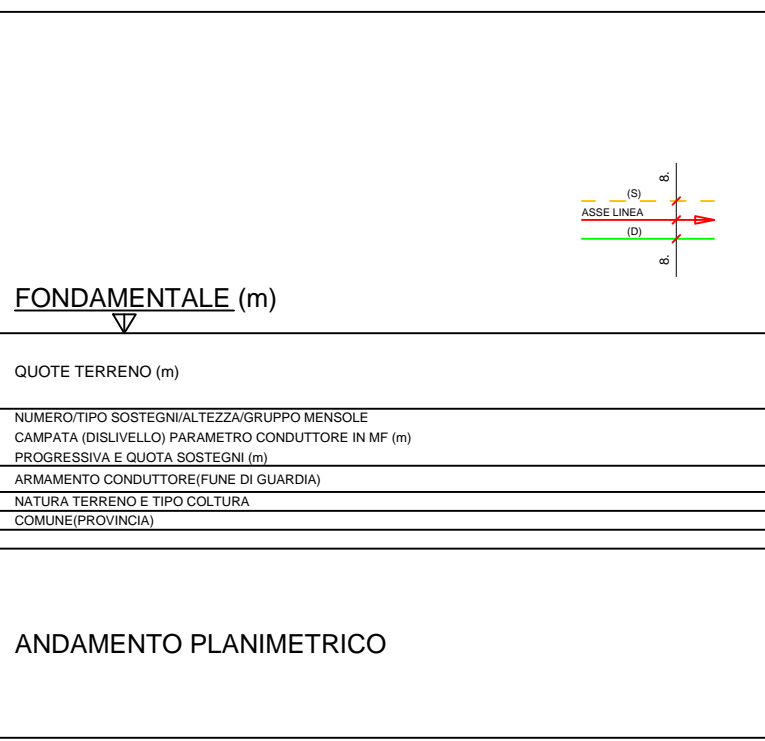 8.
(S)
ASSE LINEA
(D)
8.
FONDAMENTALE (m)
QUOTE TERRENO (m)
NUMERO/TIPO SOSTEGNI/ALTEZZA/GRUPPO MENSOLE
CAMPATA (DISLIVELLO) PARAMETRO CONDUTTORE IN MF (m)
PROGRESSIVA E QUOTA SOSTEGNI (m)
ARMAMENTO CONDUTTORE(FUNE DI GUARDIA)
NATURA TERRENO E TIPO COLTURA
COMUNE(PROVINCIA)
ANDAMENTO PLANIMETRICO